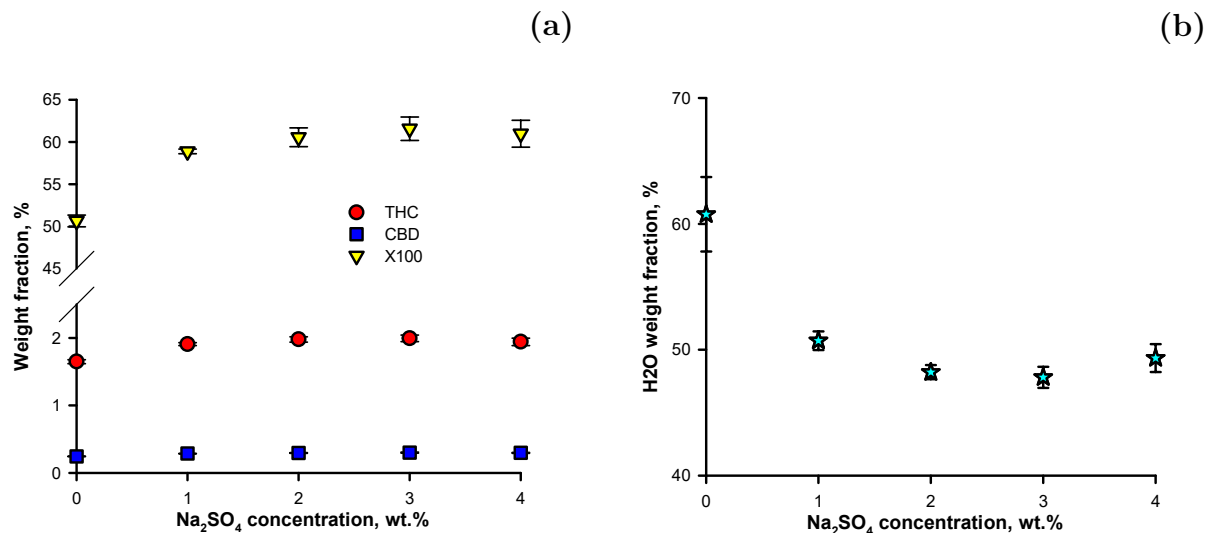 (a)
65
60
55
50
45
2
1
0
Weight fraction, %
THC
CBD
X100
0 1 2 3 4
Na₂SO₄ concentration, wt.%
(b)
70
60
50
40
H2O weight fraction, %
0 1 2 3 4
Na₂SO₄ concentration, wt.%